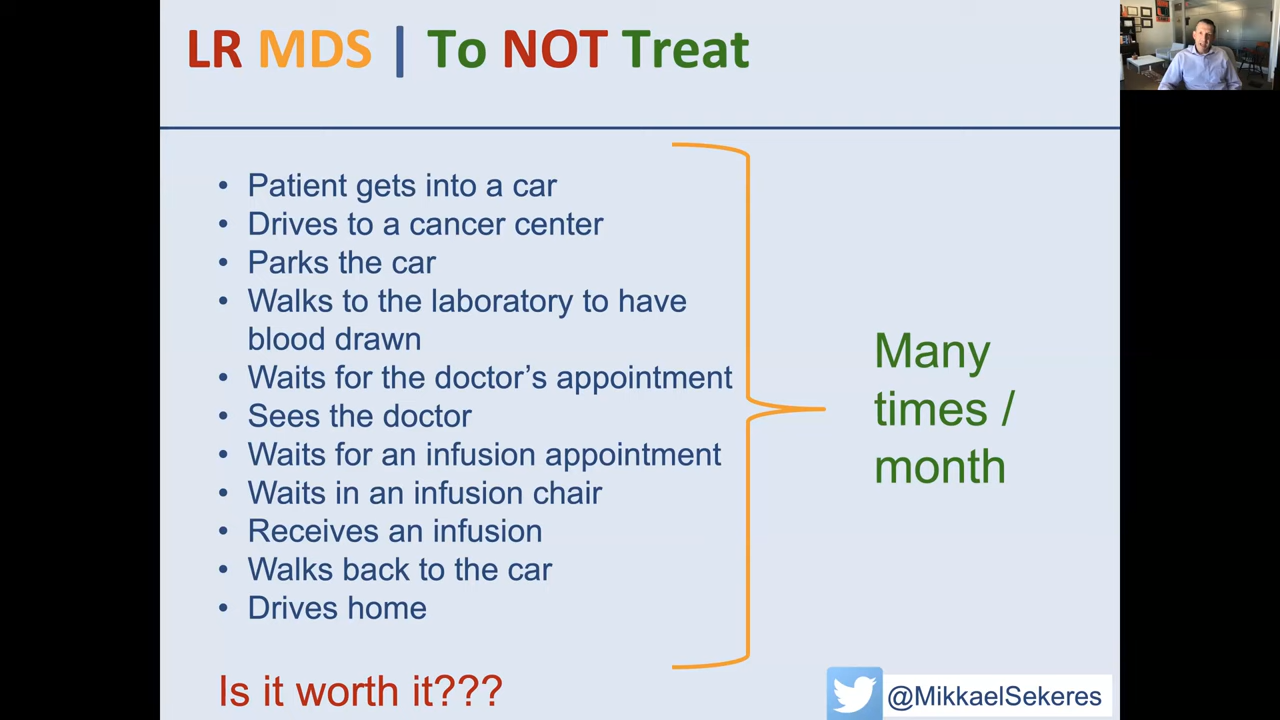 LR MDS | To NOT Treat
• Patient gets into a car
• Drives to a cancer center
• Parks the car
• Walks to the laboratory to have
blood drawn
• Waits for the doctor’s appointment
• Sees the doctor
• Waits for an infusion appointment
• Waits in an infusion chair
• Receives an infusion
• Walks back to the car
• Drives home
Many
times /
month
Is it worth it???
@MikkaelSekeres